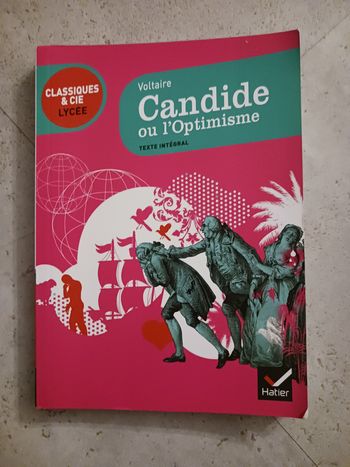 CLASSIQUES
& CIE
LYCÉE
Voltaire
Candide
ou l'Optimisme
TEXTE INTÉGRAL
Hatier